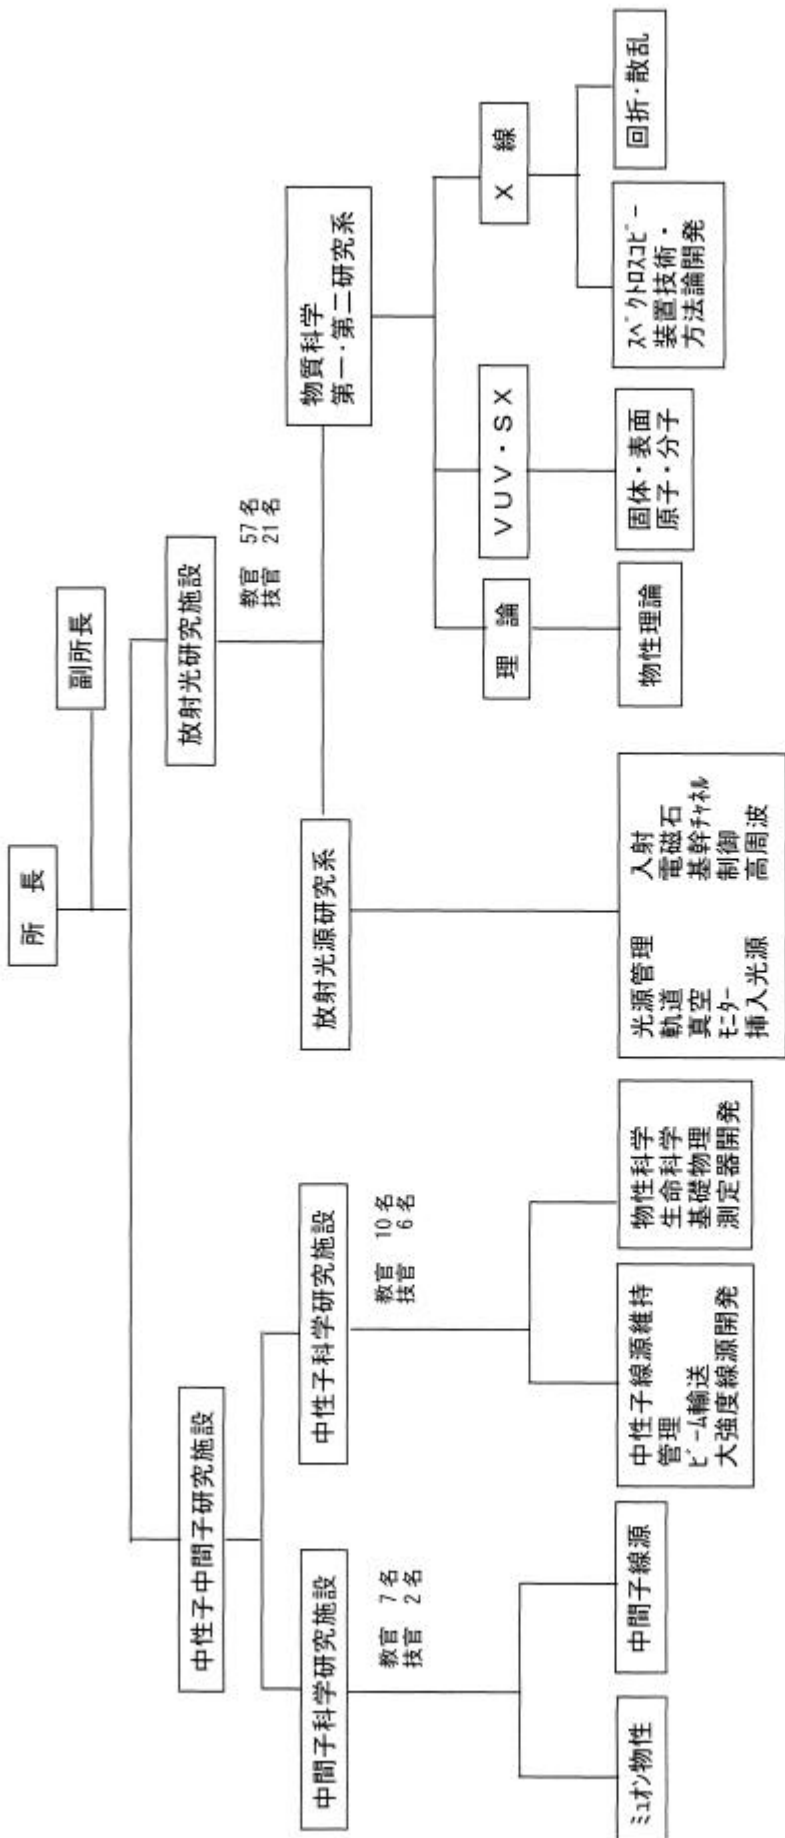 所 長
副所長
中性子中間子研究施設
放射光研究施設
教官 57名
技官 21名
中間子科学研究施設
教官 7名
技官 2名
中性子科学研究施設
教官 10名
技官 6名
放射光源研究系
物質科学
第一・第二研究系
理 論
VUV・SX
X 線
ミュオン物性
中間子線源
中性子線源維持
管理
ビーム輸送
大強度線源開発
物性科学
生命科学
基礎物理
測定器開発
光源管理 入射
軌道 電磁石
真空 基幹チャネル
モニター 制御
挿入光源 高周波
物性理論
固体・表面
原子・分子
スペクトロスコピー
装置技術・
方法論開発
回折・散乱